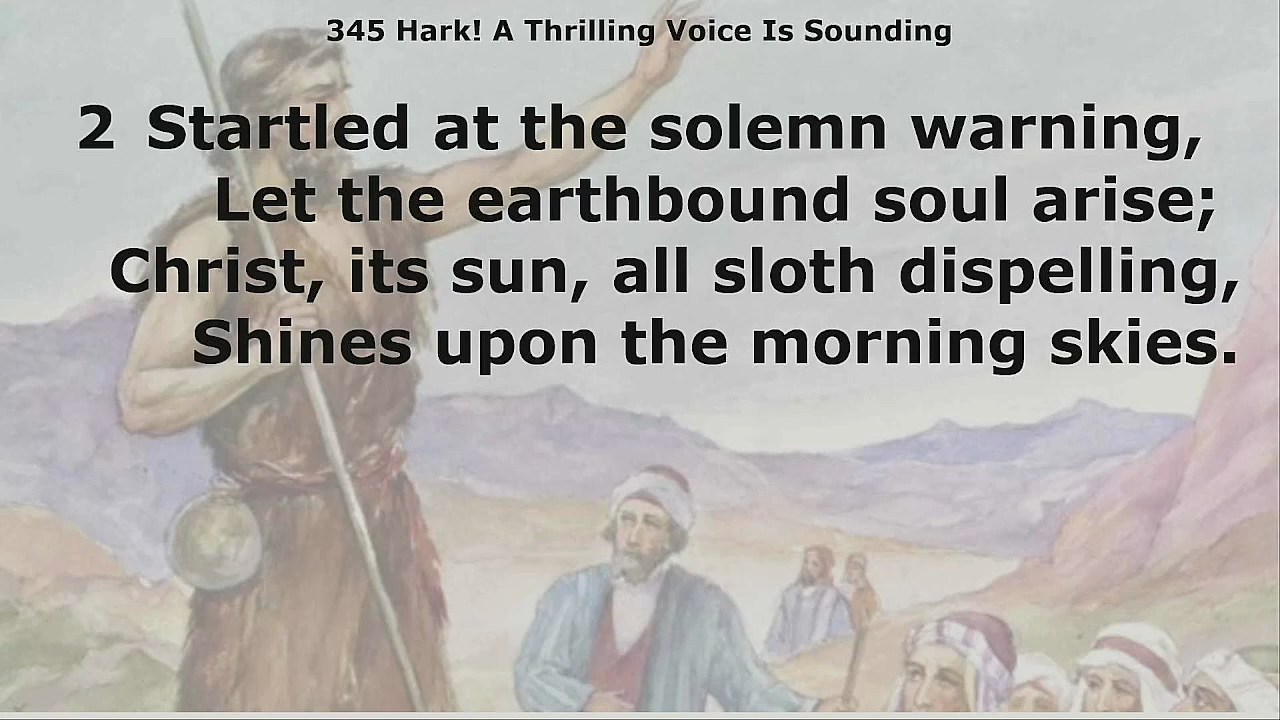 345 Hark! A Thrilling Voice Is Sounding
2 Startled at the solemn warning,
Let the earthbound soul arise;
Christ, its sun, all sloth dispelling,
Shines upon the morning skies.